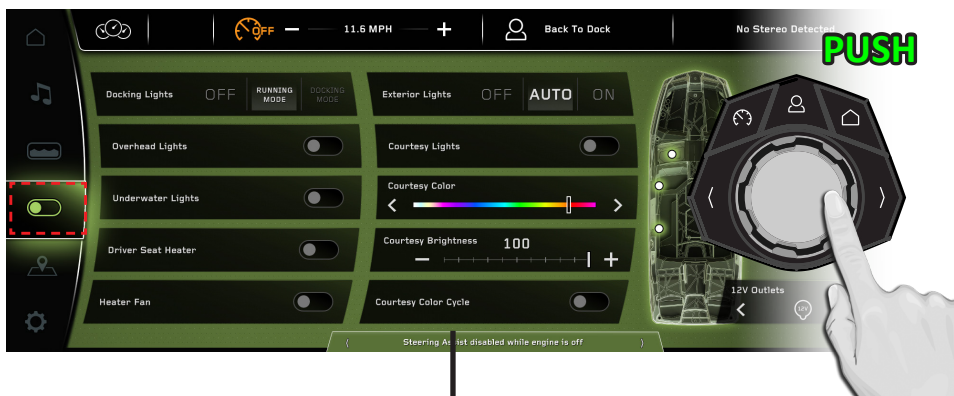 OFF
11.6 MPH
Back To Dock
No Stereo Detected
PUSH
Docking Lights
OFF
RUNNING MODE
DOCKING MODE
Exterior Lights
OFF
AUTO
ON
Overhead Lights
Courtesy Lights
Underwater Lights
Courtesy Color
Driver Seat Heater
Courtesy Brightness
100
Heater Fan
Courtesy Color Cycle
12V Outlets
12V
Steering Assist disabled while engine is off